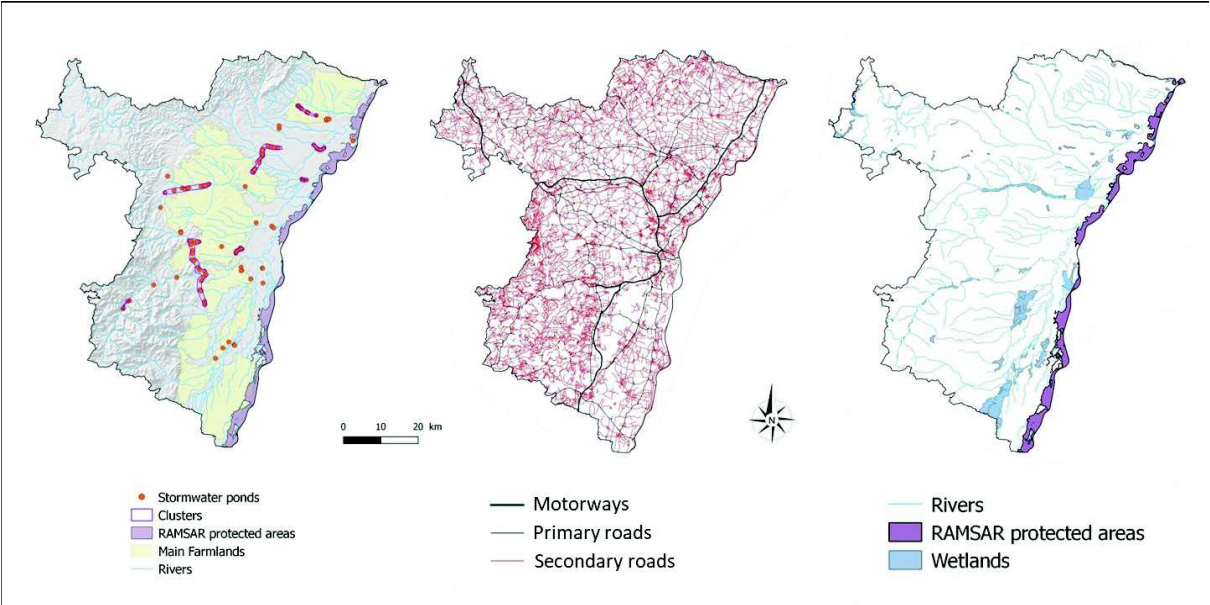 N
0 10 20 km
Stormwater ponds
Clusters
RAMSAR protected areas
Main Farmlands
Rivers
Motorways
Primary roads
Secondary roads
Rivers
RAMSAR protected areas
Wetlands